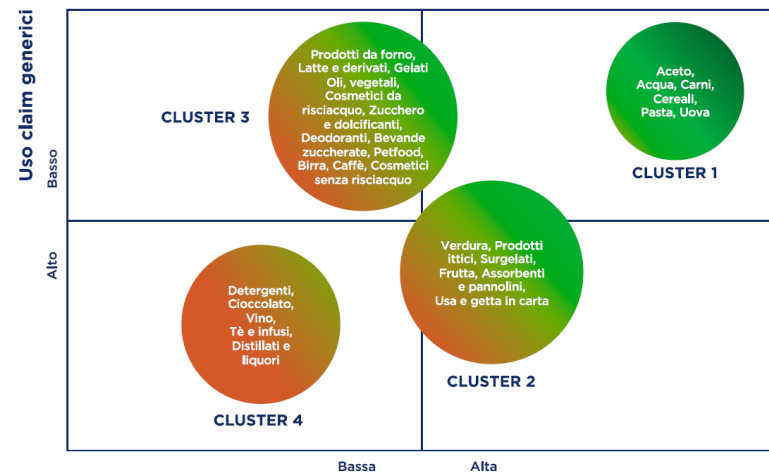 Uso claim generici
Basso
Alto
CLUSTER 3
Prodotti da forno,
Latte e derivati, Gelati
Oli, vegetali,
Cosmetici da
risciacquo, Zucchero
e dolcificanti,
Deodoranti, Bevande
zuccherate, Petfood,
Birra, Caffè, Cosmetici
senza risciacquo
Aceto,
Acqua, Carni,
Cereali,
Pasta, Uova
CLUSTER 1
Verdura, Prodotti
ittici, Surgelati,
Frutta, Assorbenti
e pannolini,
Usa e getta in carta
CLUSTER 2
Detergenti,
Cioccolato,
Vino,
Tè e infusi,
Distillati e
liquori
CLUSTER 4
Bassa
Alta